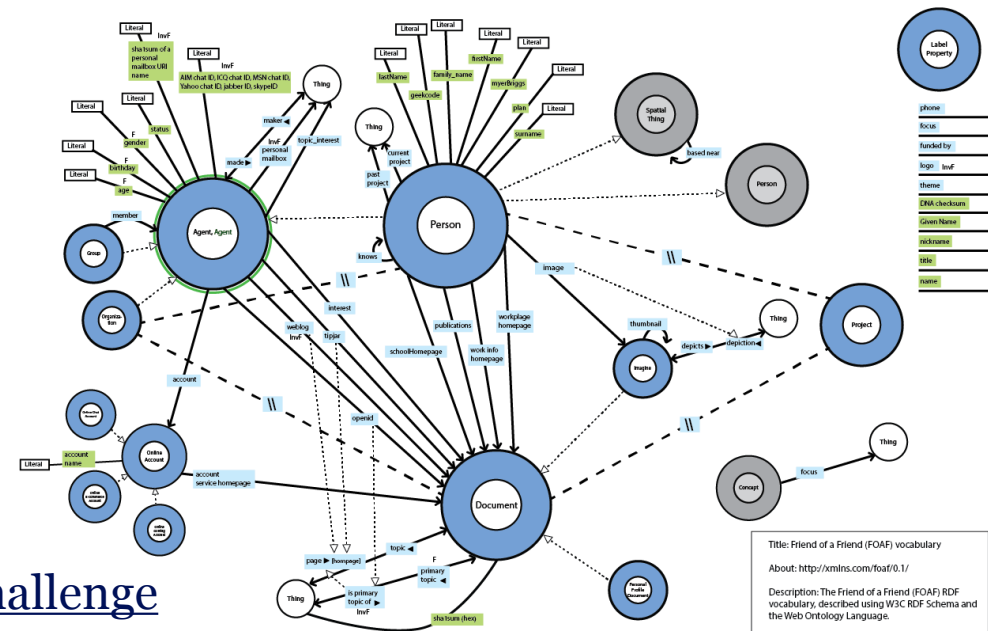 Literal
InvF
sha1sum of a
personal
mailbox URI
name
Literal
InvF
AIM chat ID, ICQ chat ID, MSN chat ID,
Yahoo chat ID, jabber ID, skypeID
Literal
status
Literal
F
gender
Literal
F
birthday
Literal
F
age
Thing
maker ◄
made ►
InvF
personal
mailbox
topic_interest
member
Group
Agent, Agent
Organiza-
tion
Literal
lastName
Literal
geekcode
Literal
family_name
Literal
firstName
Literal
myerBriggs
Literal
plan
Literal
surname
Thing
current
project
past
project
Person
knows
Spatial
Thing
based near
Person
Label
Property
phone
focus
funded by
logo InvF
theme
DNA checksum
Given Name
nickname
title
name
\\
\\
\\
\\
interest
weblog
InvF
tipjar
publications
workplage
homepage
schoolHomepage
work info
homepage
openid
image
thumbnail
Imagine
depicts ►
depiction◄
Thing
Project
account
Online
Account
Literal
account
name
account
service homepage
Document
topic ◄
page ► [hompage]
F
primary
topic ◄
is primary
topic of ►
InvF
Thing
sha1sum (hex)
Personal
Profile
Document
Concept
focus
Thing
Title: Friend of a Friend (FOAF) vocabulary
About: http://xmlns.com/foaf/0.1/
Description: The Friend of a Friend (FOAF) RDF
vocabulary, described using W3C RDF Schema and
the Web Ontology Language.
hallenge